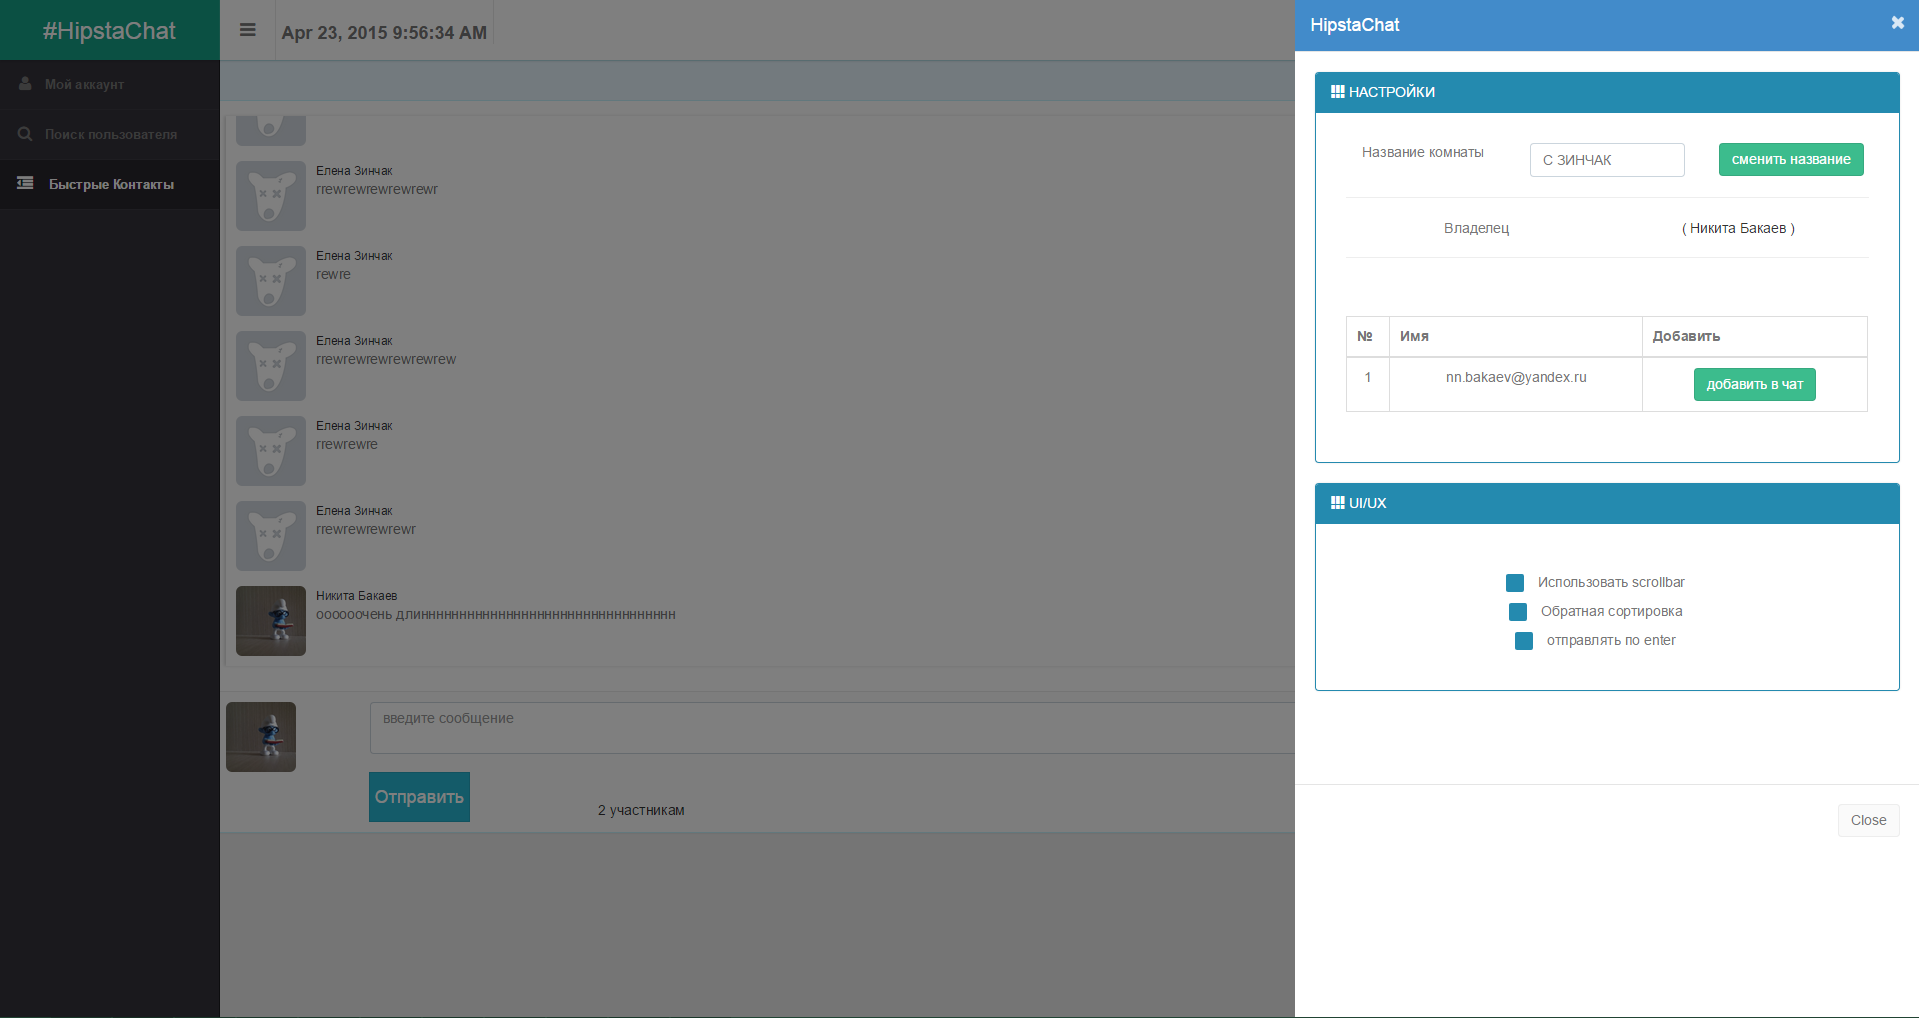 #HipstaChat
Apr 23, 2015 9:56:34 AM
Мой аккаунт
Поиск пользователя
Быстрые Контакты
Елена Зинчак
rrewrewrewrewrewr
Елена Зинчак
rewre
Елена Зинчак
rrewrewrewrewrewrew
Елена Зинчак
rrewrewre
Елена Зинчак
rrewrewrewrewr
Никита Бакаев
введите сообщение
Отправить
2 участникам
HipstaChat
НАСТРОЙКИ
Название комнаты
С ЗИНЧАК
сменить название
Владелец
( Никита Бакаев )
№ Имя Добавить
1 nn.bakaev@yandex.ru добавить в чат
UI/UX
Использовать scrollbar
Обратная сортировка
отправлять по enter
Close